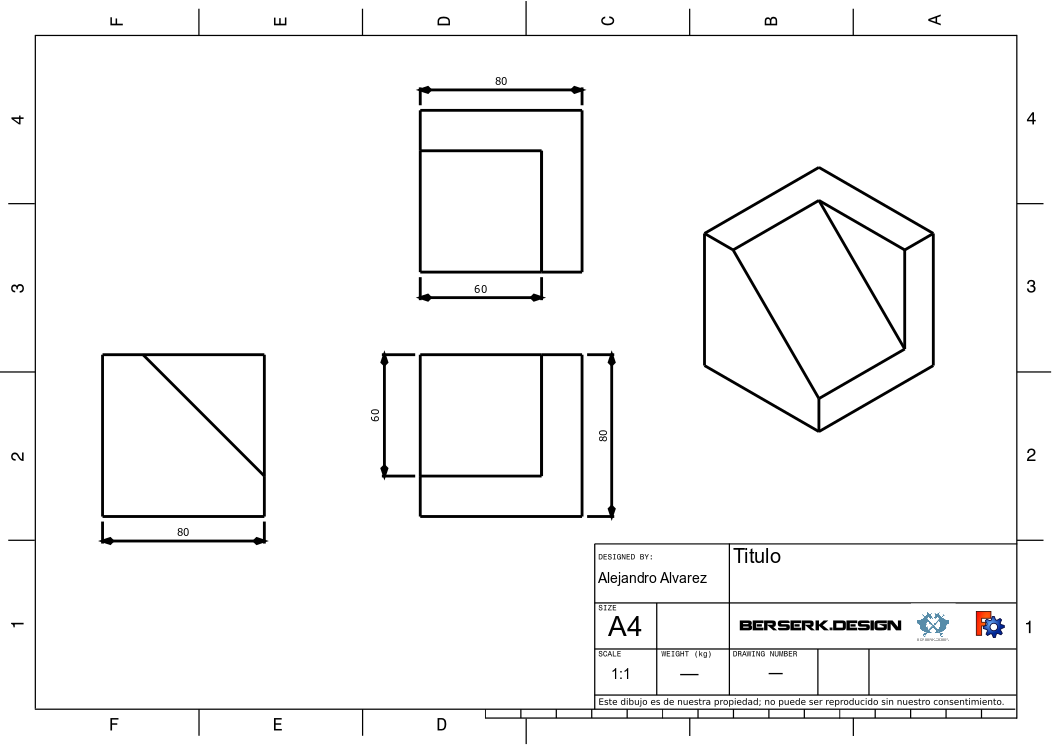 F E D C B A
80
4 4
60
3 3
60
80
2 2
80
DESIGNED BY:
Titulo
Alejandro Alvarez
SIZE
A4
BERSERK.DESIGN
1 1
SCALE WEIGHT (kg) DRAWING NUMBER
1:1 — —
Este dibujo es de nuestra propiedad; no puede ser reproducido sin nuestro consentimiento.
F E D